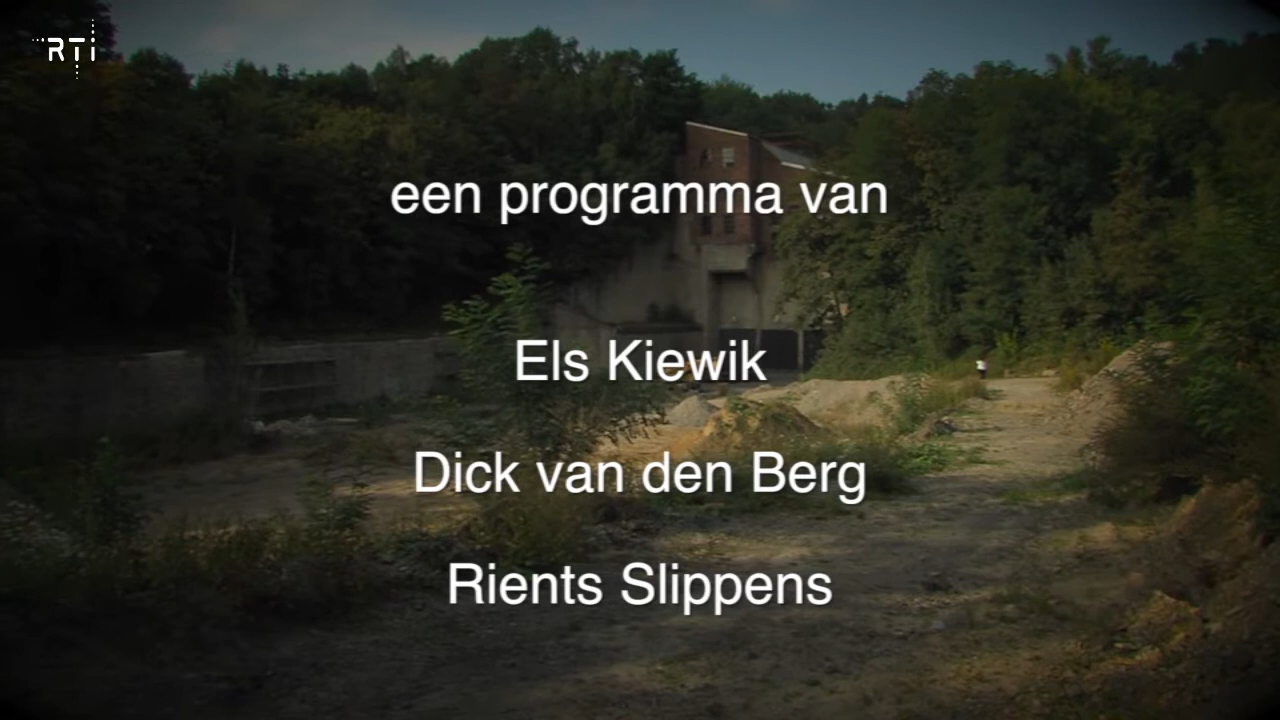 RTi
een programma van
Els Kiewik
Dick van den Berg
Rients Slippens